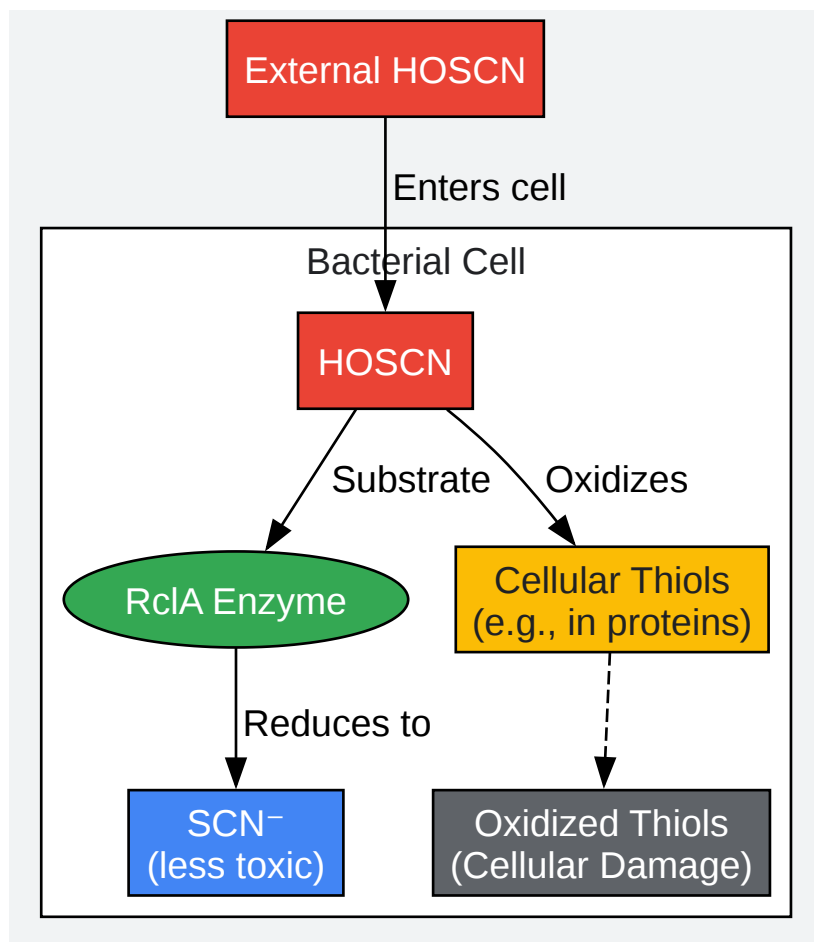 External HOSCN
Enters cell
Bacterial Cell
HOSCN
Substrate
Oxidizes
RclA Enzyme
Cellular Thiols
(e.g., in proteins)
Reduces to
SCN⁻
(less toxic)
Oxidized Thiols
(Cellular Damage)